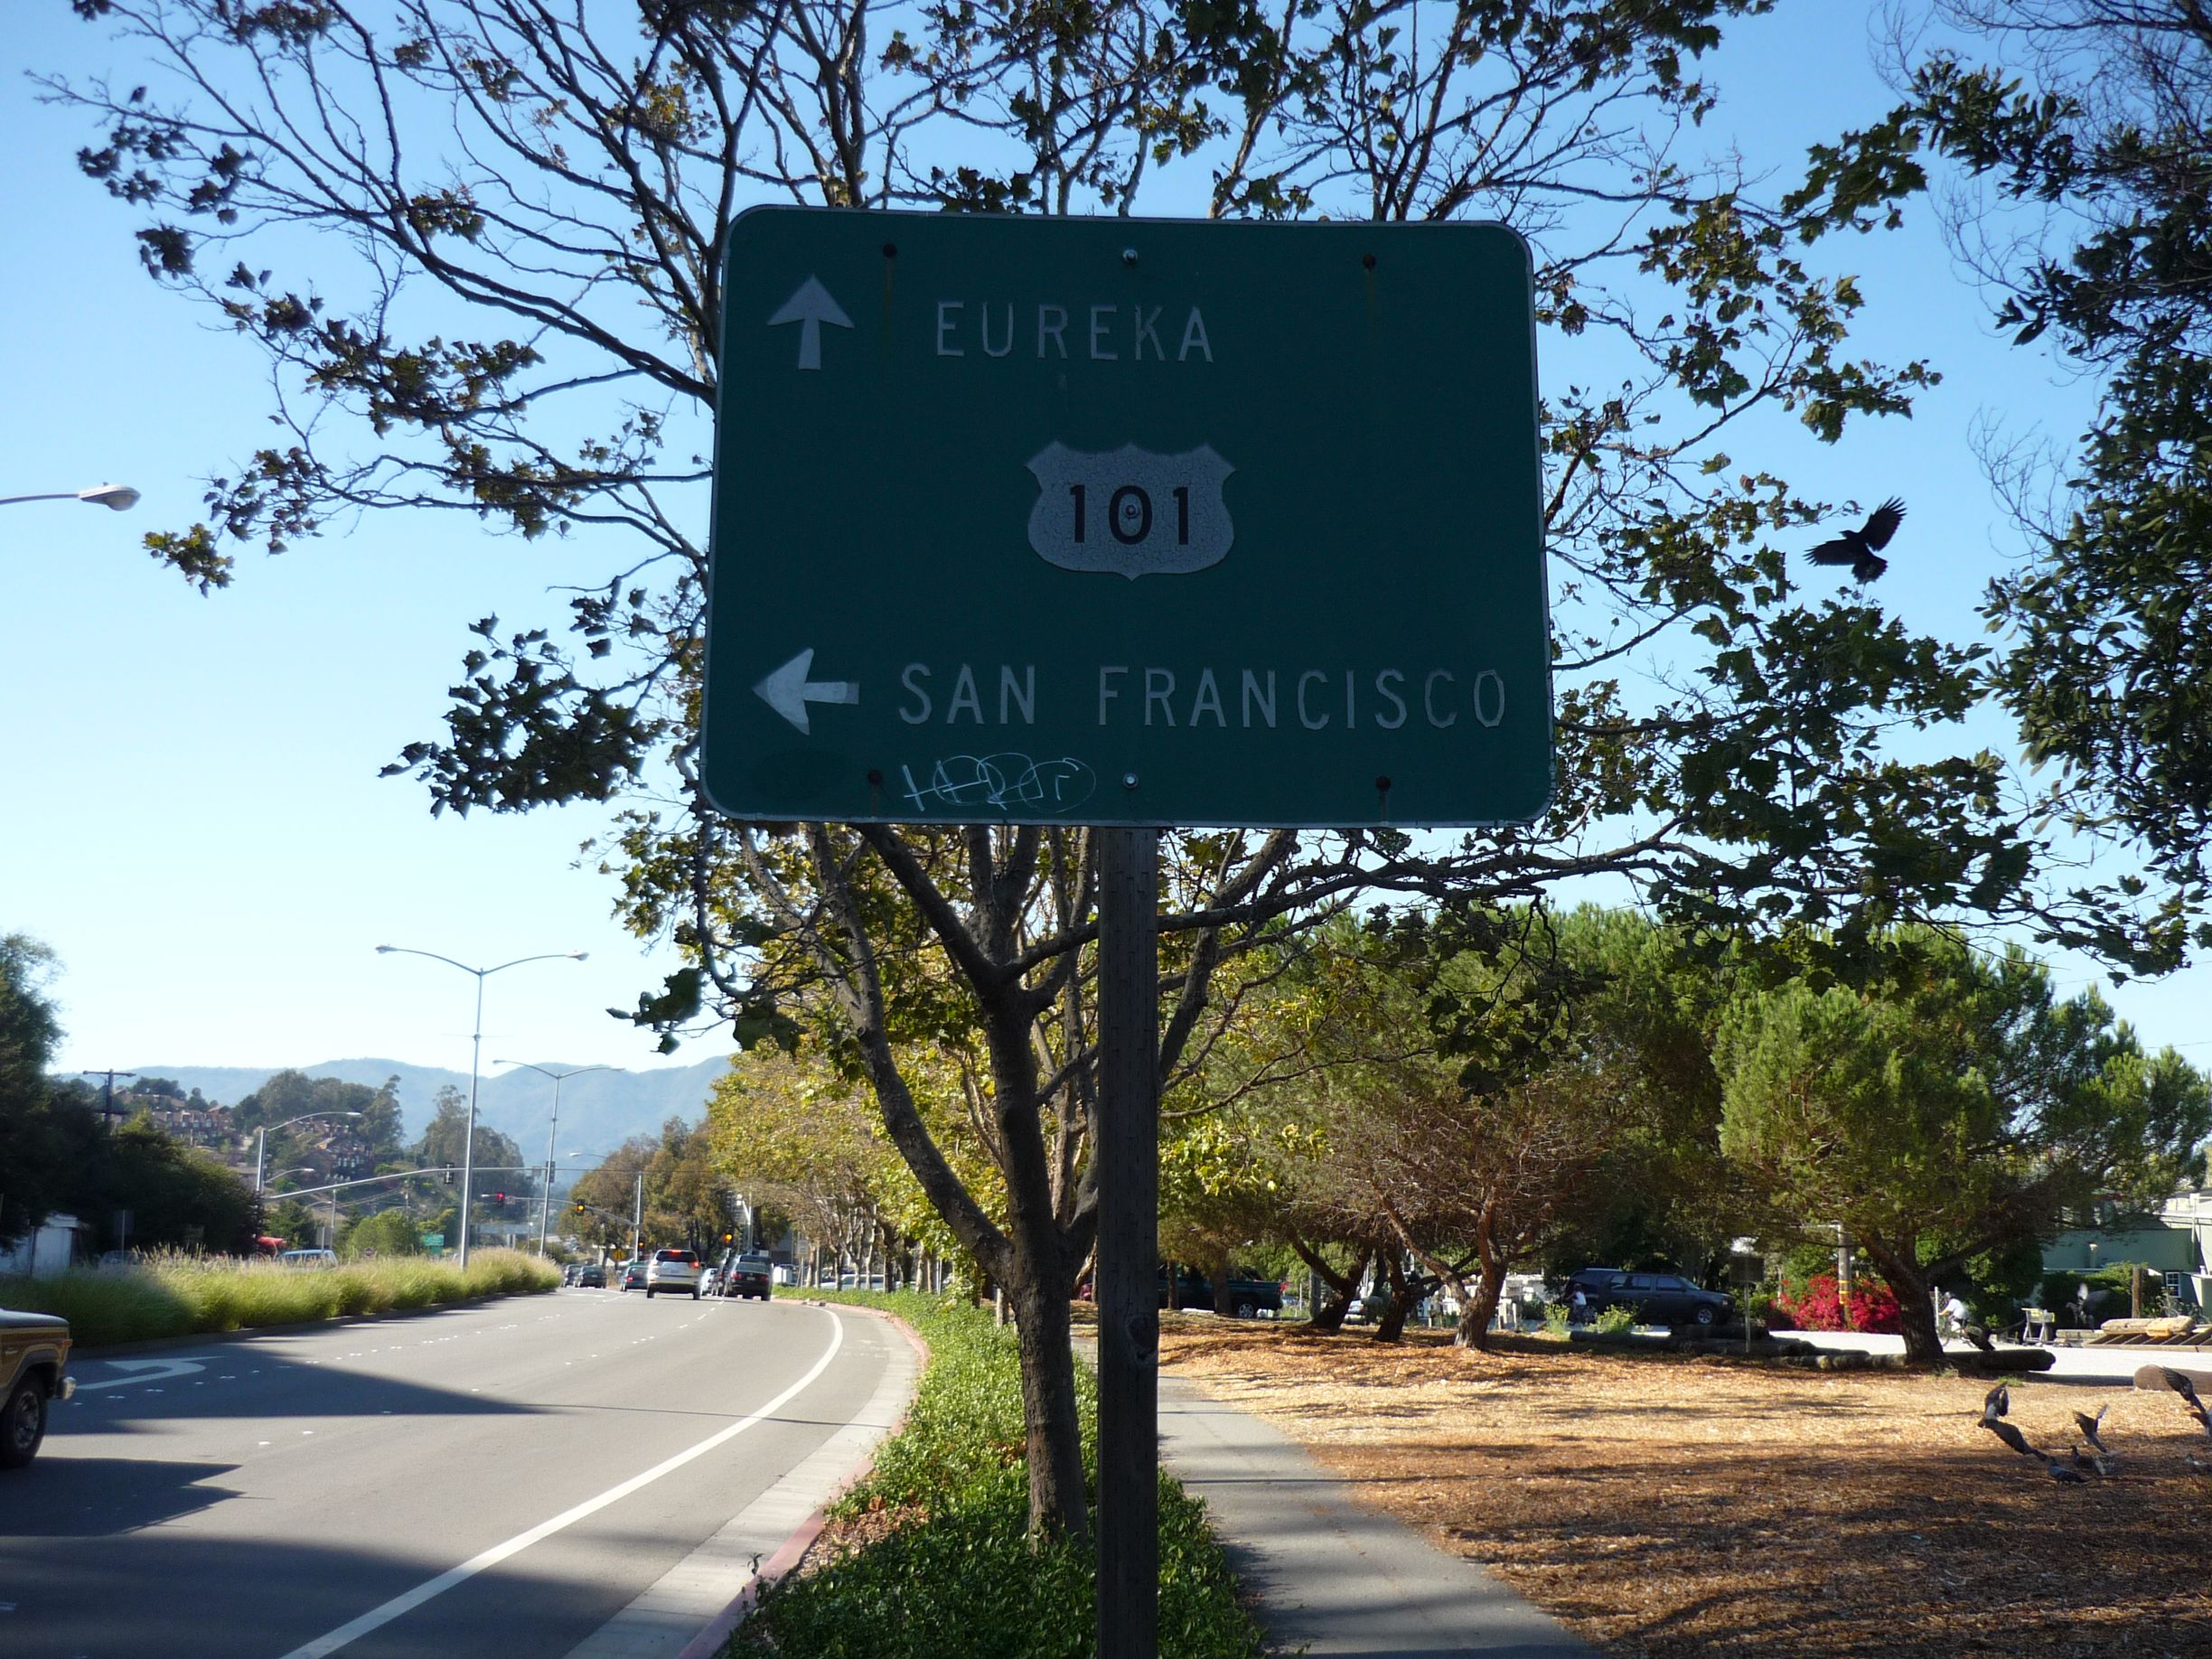 EUREKA
101
SAN FRANCISCO